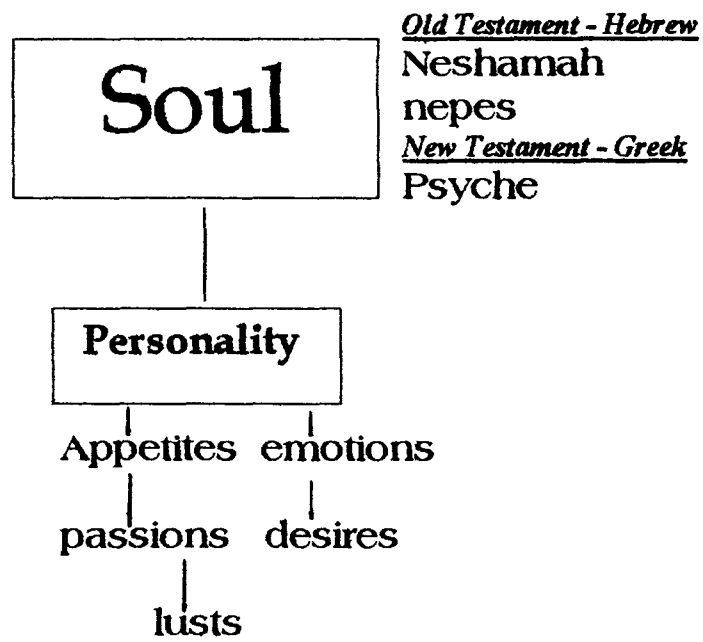 Soul
Old Testament - Hebrew
Neshamah
nepes
New Testament - Greek
Psyche
Personality
Appetites emotions
passions desires
lusts